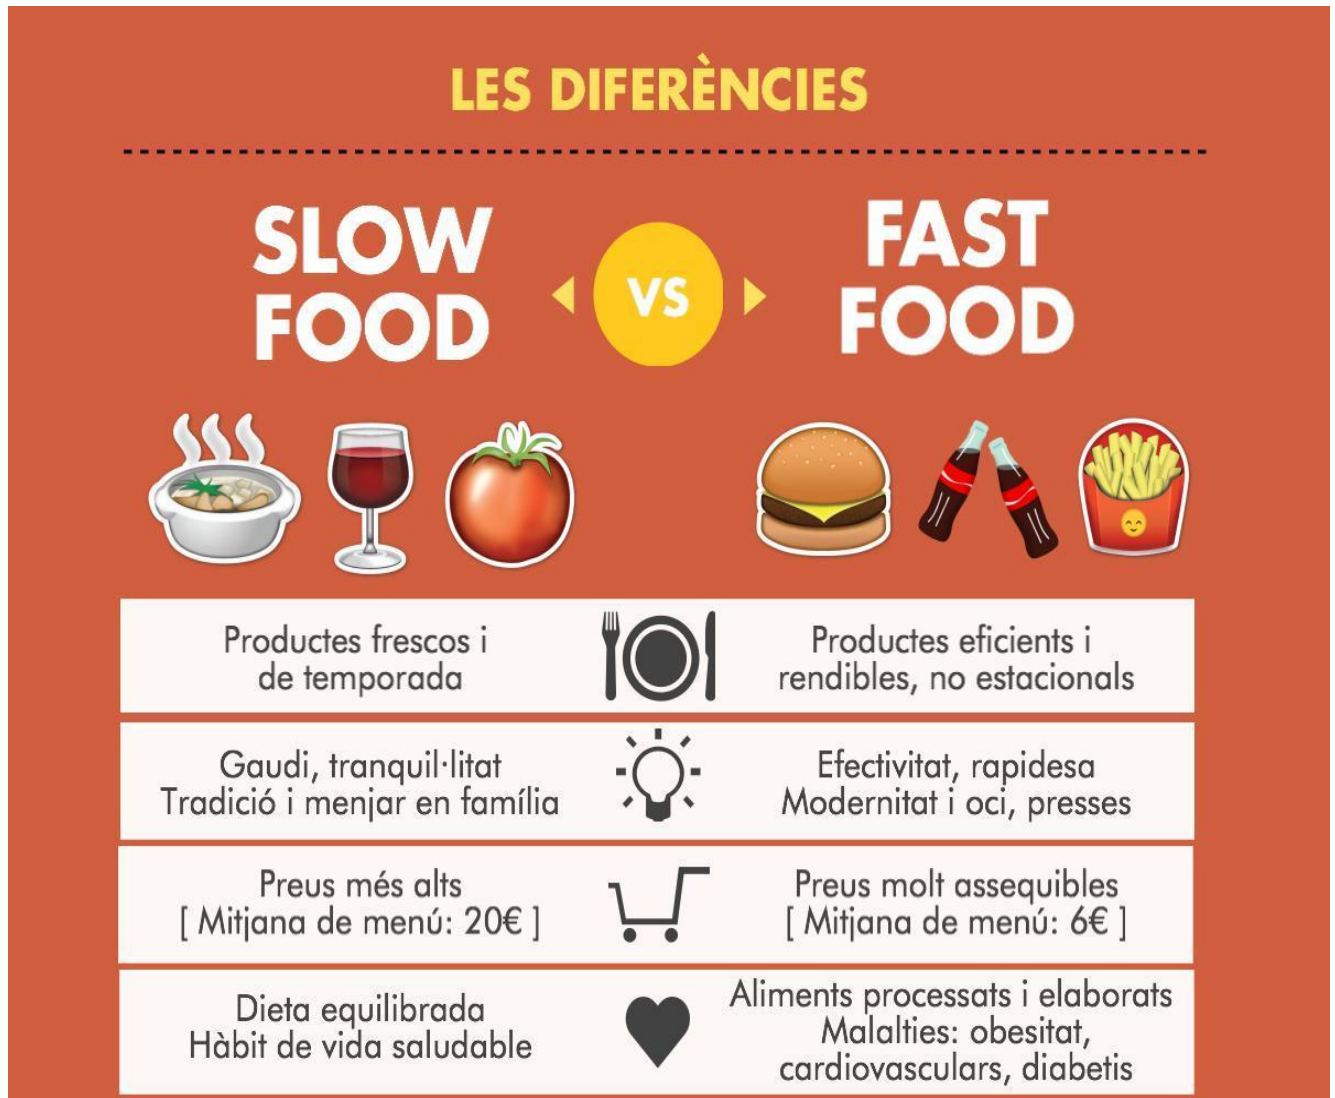 LES DIFERÈNCIES
SLOW
FOOD
VS
FAST
FOOD
Productes frescos i
de temporada
Productes eficients i
rendibles, no estacionals
Gaudi, tranquil·litat
Tradició i menjar en família
Efectivitat, rapidesa
Modernitat i oci, presses
Preus més alts
[ Mitjana de menú: 20€ ]
Preus molt assequibles
[ Mitjana de menú: 6€ ]
Dieta equilibrada
Hàbit de vida saludable
Aliments processats i elaborats
Malalties: obesitat,
cardiovasculars, diabetis